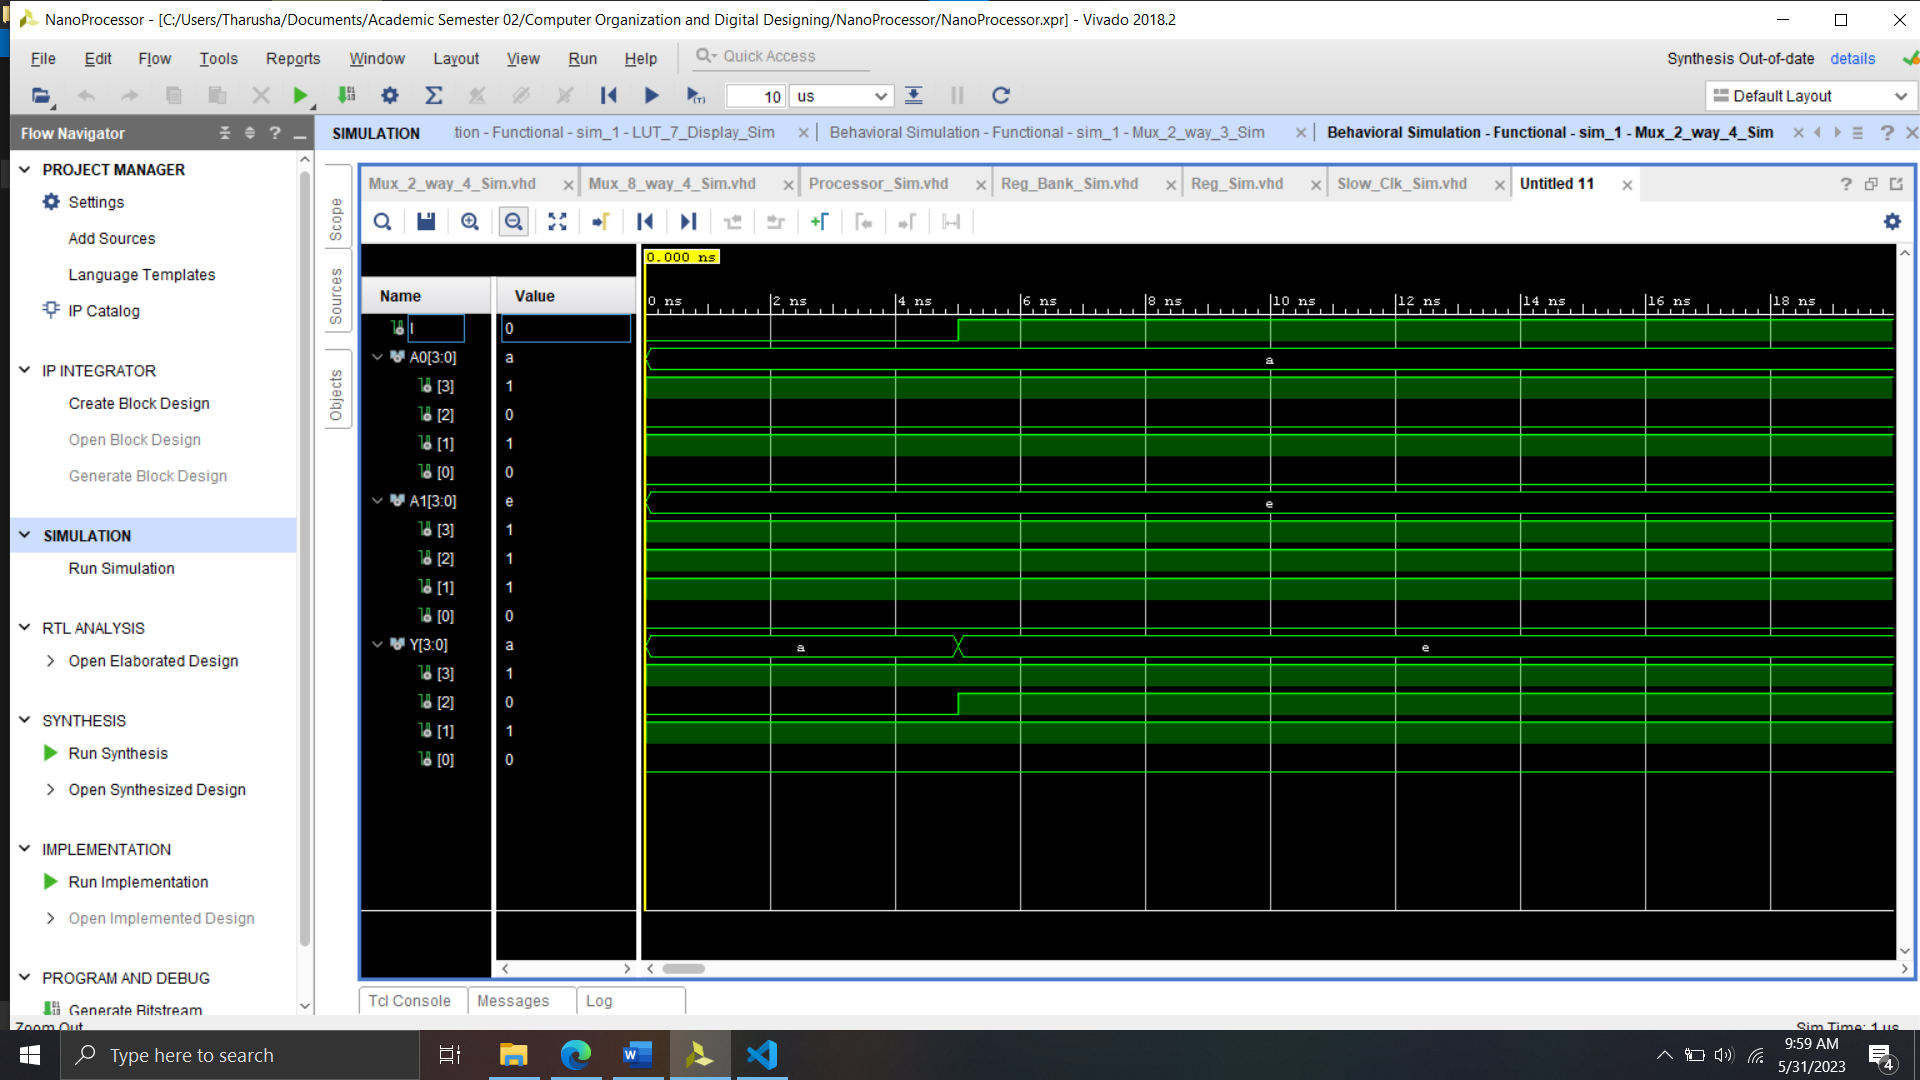 NanoProcessor - [C:/Users/Tharusha/Documents/Academic Semester 02/Computer Organization and Digital Designing/NanoProcessor/NanoProcessor.xpr] - Vivado 2018.2
File Edit Flow Tools Reports Window Layout View Run Help Quick Access
Synthesis Out-of-date details
10 us
Default Layout
Flow Navigator
SIMULATION
tion - Functional - sim_1 - LUT_7_Display_Sim
Behavioral Simulation - Functional - sim_1 - Mux_2_way_3_Sim
Behavioral Simulation - Functional - sim_1 - Mux_2_way_4_Sim
PROJECT MANAGER
Settings
Add Sources
Language Templates
IP Catalog
IP INTEGRATOR
Create Block Design
Open Block Design
Generate Block Design
SIMULATION
Run Simulation
RTL ANALYSIS
Open Elaborated Design
SYNTHESIS
Run Synthesis
Open Synthesized Design
IMPLEMENTATION
Run Implementation
Open Implemented Design
PROGRAM AND DEBUG
Generate Bitstream
Zoom Out
Scope
Sources
Objects
Mux_2_way_4_Sim.vhd
Mux_8_way_4_Sim.vhd
Processor_Sim.vhd
Reg_Bank_Sim.vhd
Reg_Sim.vhd
Slow_Clk_Sim.vhd
Untitled 11
0.000 ns
Name Value
0 ns 2 ns 4 ns 6 ns 8 ns 10 ns 12 ns 14 ns 16 ns 18 ns
I 0
A0[3:0] a a
[3] 1
[2] 0
[1] 1
[0] 0
A1[3:0] e e
[3] 1
[2] 1
[1] 1
[0] 0
Y[3:0] a a e
[3] 1
[2] 0
[1] 1
[0] 0
Tcl Console Messages Log
Sim Time: 1 us
Type here to search
9:59 AM
5/31/2023
4